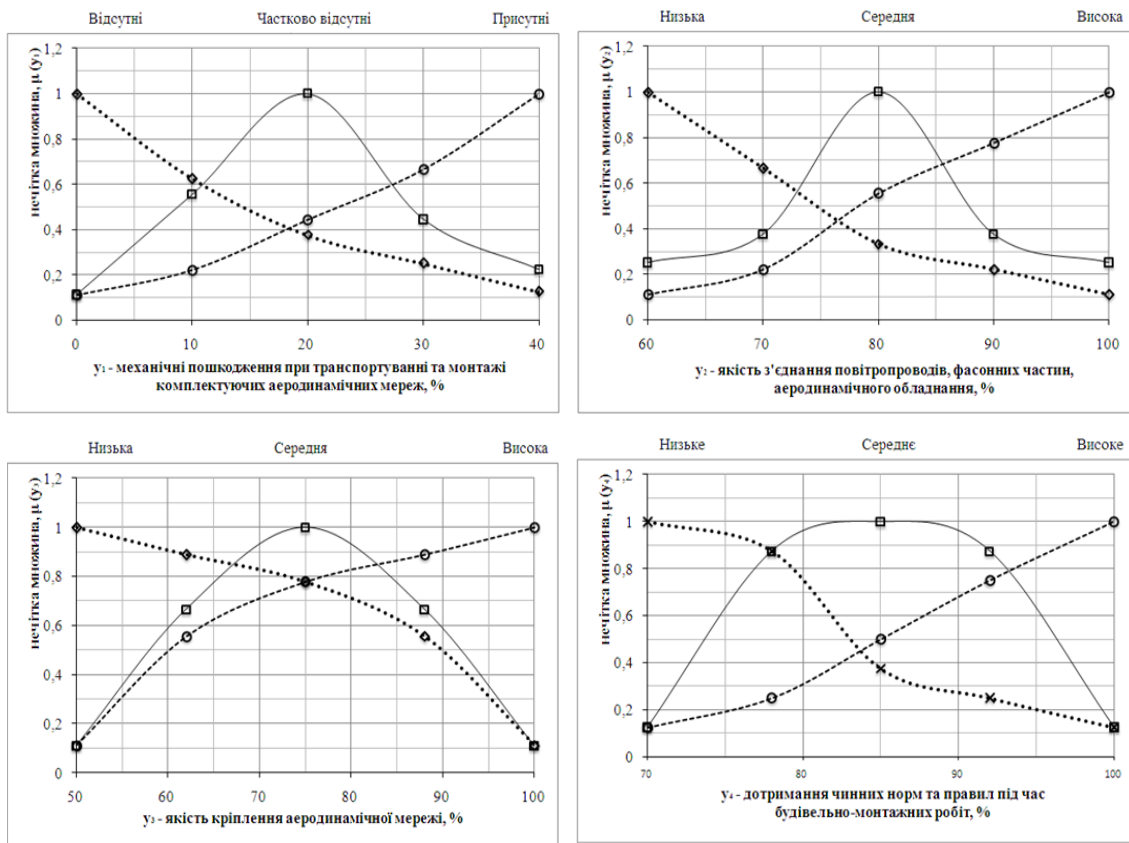 Відсутні Частково відсутні Присутні
нечітка множина, μ (y₁)
1,2
1
0,8
0,6
0,4
0,2
0
0 10 20 30 40
y₁ - механічні пошкодження при транспортуванні та монтажі
комплектуючих аеродинамічних мереж, %
Низька Середня Висока
нечітка множина, μ (y₂)
1,2
1
0,8
0,6
0,4
0,2
0
60 70 80 90 100
y₂ - якість з'єднання повітропроводів, фасонних частин,
аеродинамічного обладнання, %
Низька Середня Висока
нечітка множина, μ (y₃)
1,2
1
0,8
0,6
0,4
0,2
0
50 60 70 80 90 100
y₃ - якість кріплення аеродинамічної мережі, %
Низьке Середнє Високе
нечітка множина, μ (y₄)
1,2
1
0,8
0,6
0,4
0,2
0
70 80 90 100
y₄ - дотримання чинних норм та правил під час
будівельно-монтажних робіт, %